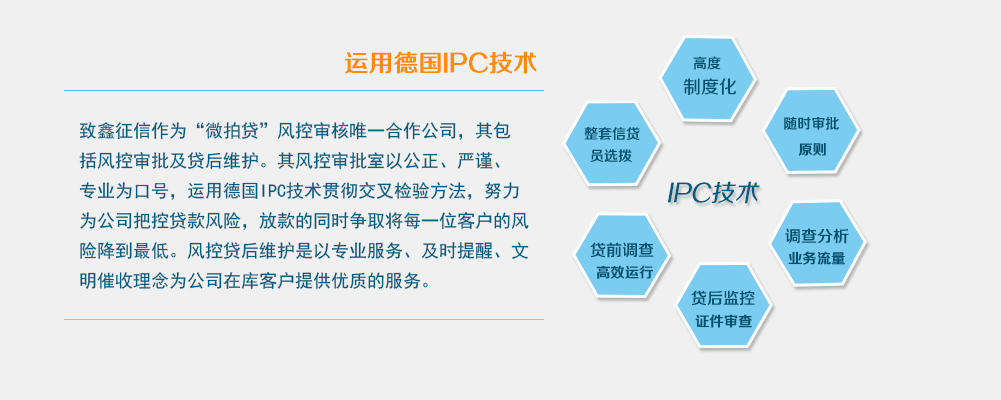 运用德国IPC技术
致鑫征信作为“微拍贷”风控审核唯一合作公司，其包
括风控审批及贷后维护。其风控审批室以公正、严谨、
专业为口号，运用德国IPC技术贯彻交叉检验方法，努力
为公司把控贷款风险，放款的同时争取将每一位客户的风
险降到最低。风控贷后维护是以专业服务、及时提醒、文
明催收理念为公司在库客户提供优质的服务。
高度
制度化
随时审批
原则
调查分析
业务流量
贷后监控
证件审查
贷前调查
高效运行
整套信贷
员选拨
IPC技术